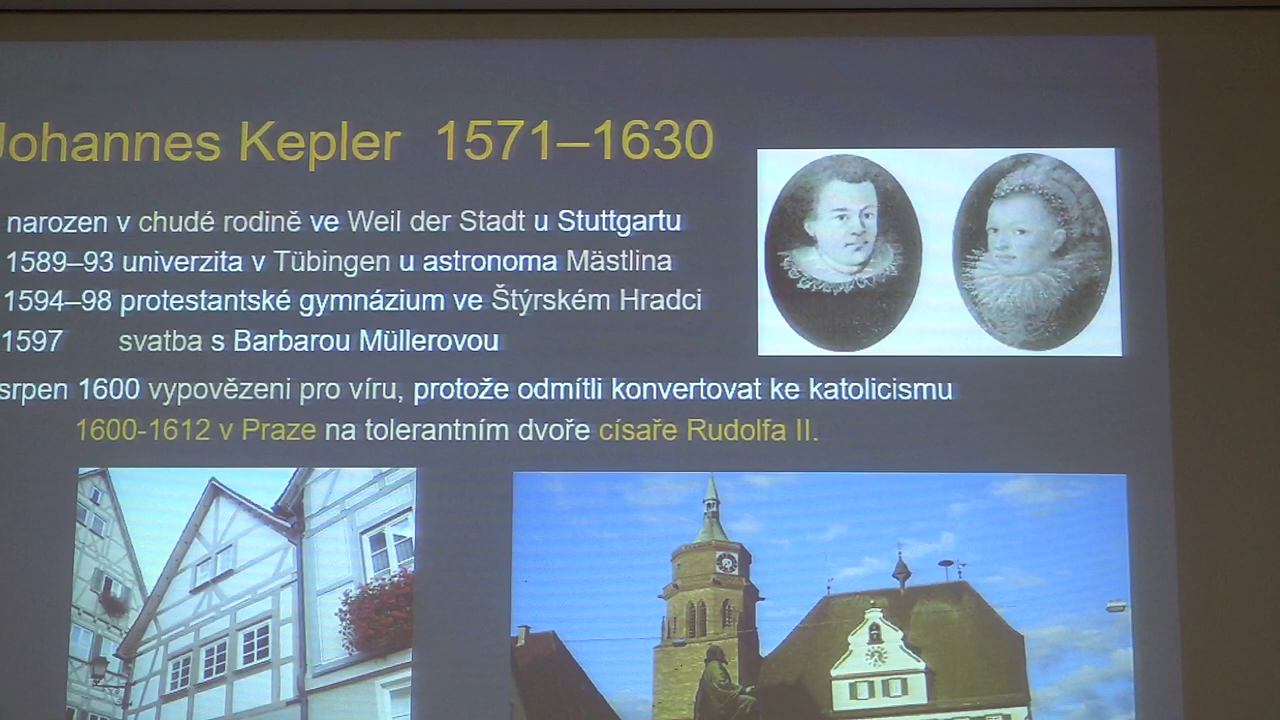 Johannes Kepler 1571–1630
narozen v chudé rodině ve Weil der Stadt u Stuttgartu
1589–93 univerzita v Tübingen u astronoma Mästlina
1594–98 protestantské gymnázium ve Štýrském Hradci
1597 svatba s Barbarou Müllerovou
srpen 1600 vypovězeni pro víru, protože odmítli konvertovat ke katolicismu
1600-1612 v Praze na tolerantním dvoře císaře Rudolfa II.